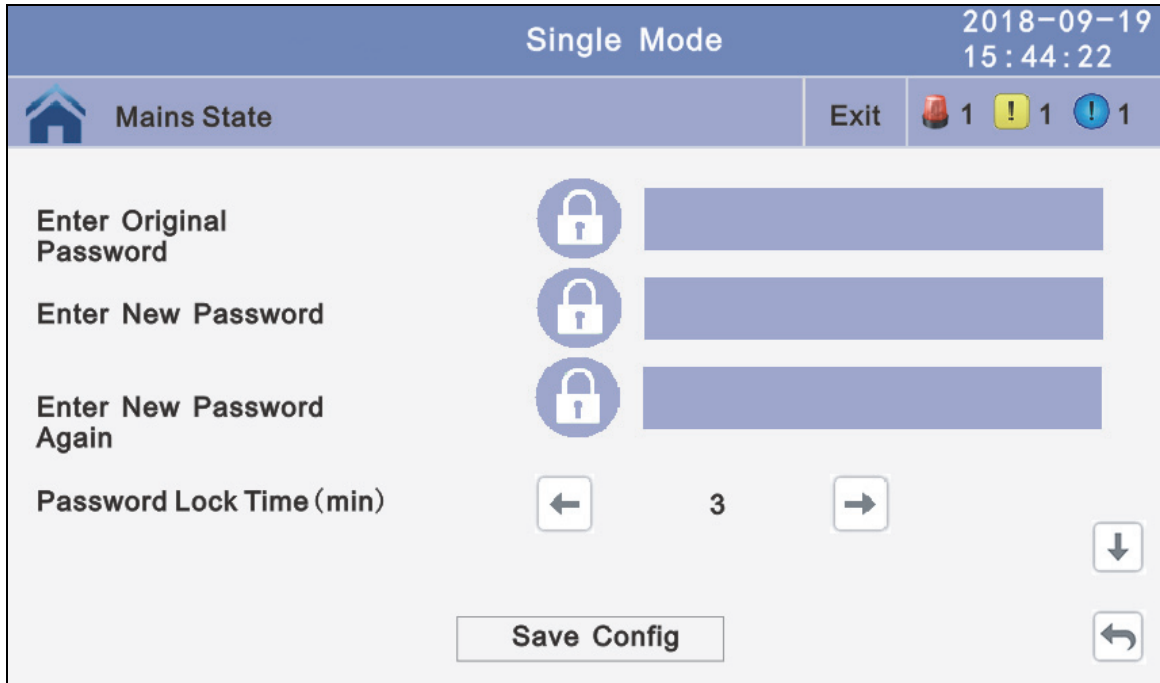 Single Mode
2018-09-19
15:44:22
Mains State
Exit
1
1
1
Enter Original
Password
Enter New Password
Enter New Password
Again
Password Lock Time(min)
3
Save Config